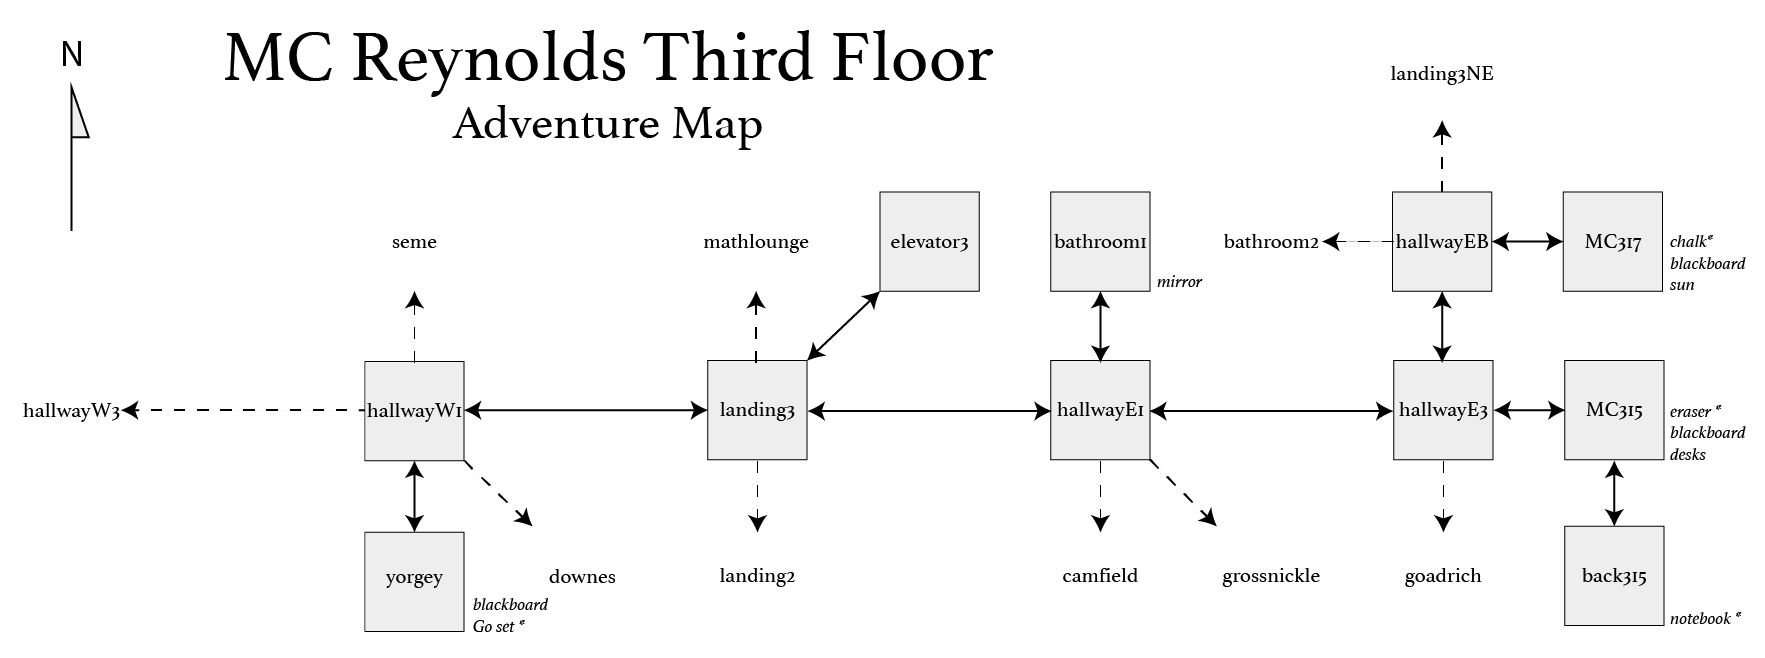 N
MC Reynolds Third Floor
Adventure Map
landing3NE
seme
mathlounge
elevator3
bathroom1
mirror
bathroom2
hallwayEB
MC317
chalk*
blackboard
sun
hallwayW3
hallwayW1
landing3
hallwayE1
hallwayE3
MC315
eraser *
blackboard
desks
yorgey
blackboard
Go set *
downes
landing2
camfield
grossnickle
goadrich
back315
notebook *